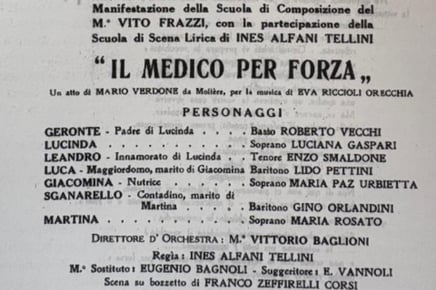 Manifestazione della Scuola di Composizione del
M.º VITO FRAZZI, con la partecipazione della
Scuola di Scena Lirica di INES ALFANI TELLINI
“ IL MEDICO PER FORZA „
Un atto di MARIO VERDONE da Molière, per la musica di EVA RICCIOLI ORECCHIA
PERSONAGGI
GERONTE - Padre di Lucinda . . . . Basso ROBERTO VECCHI
LUCINDA . . . . . . . . . Soprano LUCIANA GASPARI
LEANDRO - Innamorato di Lucinda . . Tenore ENZO SMALDONE
LUCA - Maggiordomo, marito di Giacomina Baritono LIDO PETTINI
GIACOMINA - Nutrice . . . . . . Soprano MARIA PAZ URBIETTA
SGANARELLO - Contadino, marito di
Martina . . . . Baritono GINO ORLANDINI
MARTINA . . . . . . . . . Soprano MARIA ROSATO
DIRETTORE D'ORCHESTRA : M.º VITTORIO BAGLIONI
REGIA : INES ALFANI TELLINI
M.º SOSTITUTO : EUGENIO BAGNOLI - SUGGERITORE : E. VANNOLI
SCENA SU BOZZETTO DI FRANCO ZEFFIRELLI CORSI